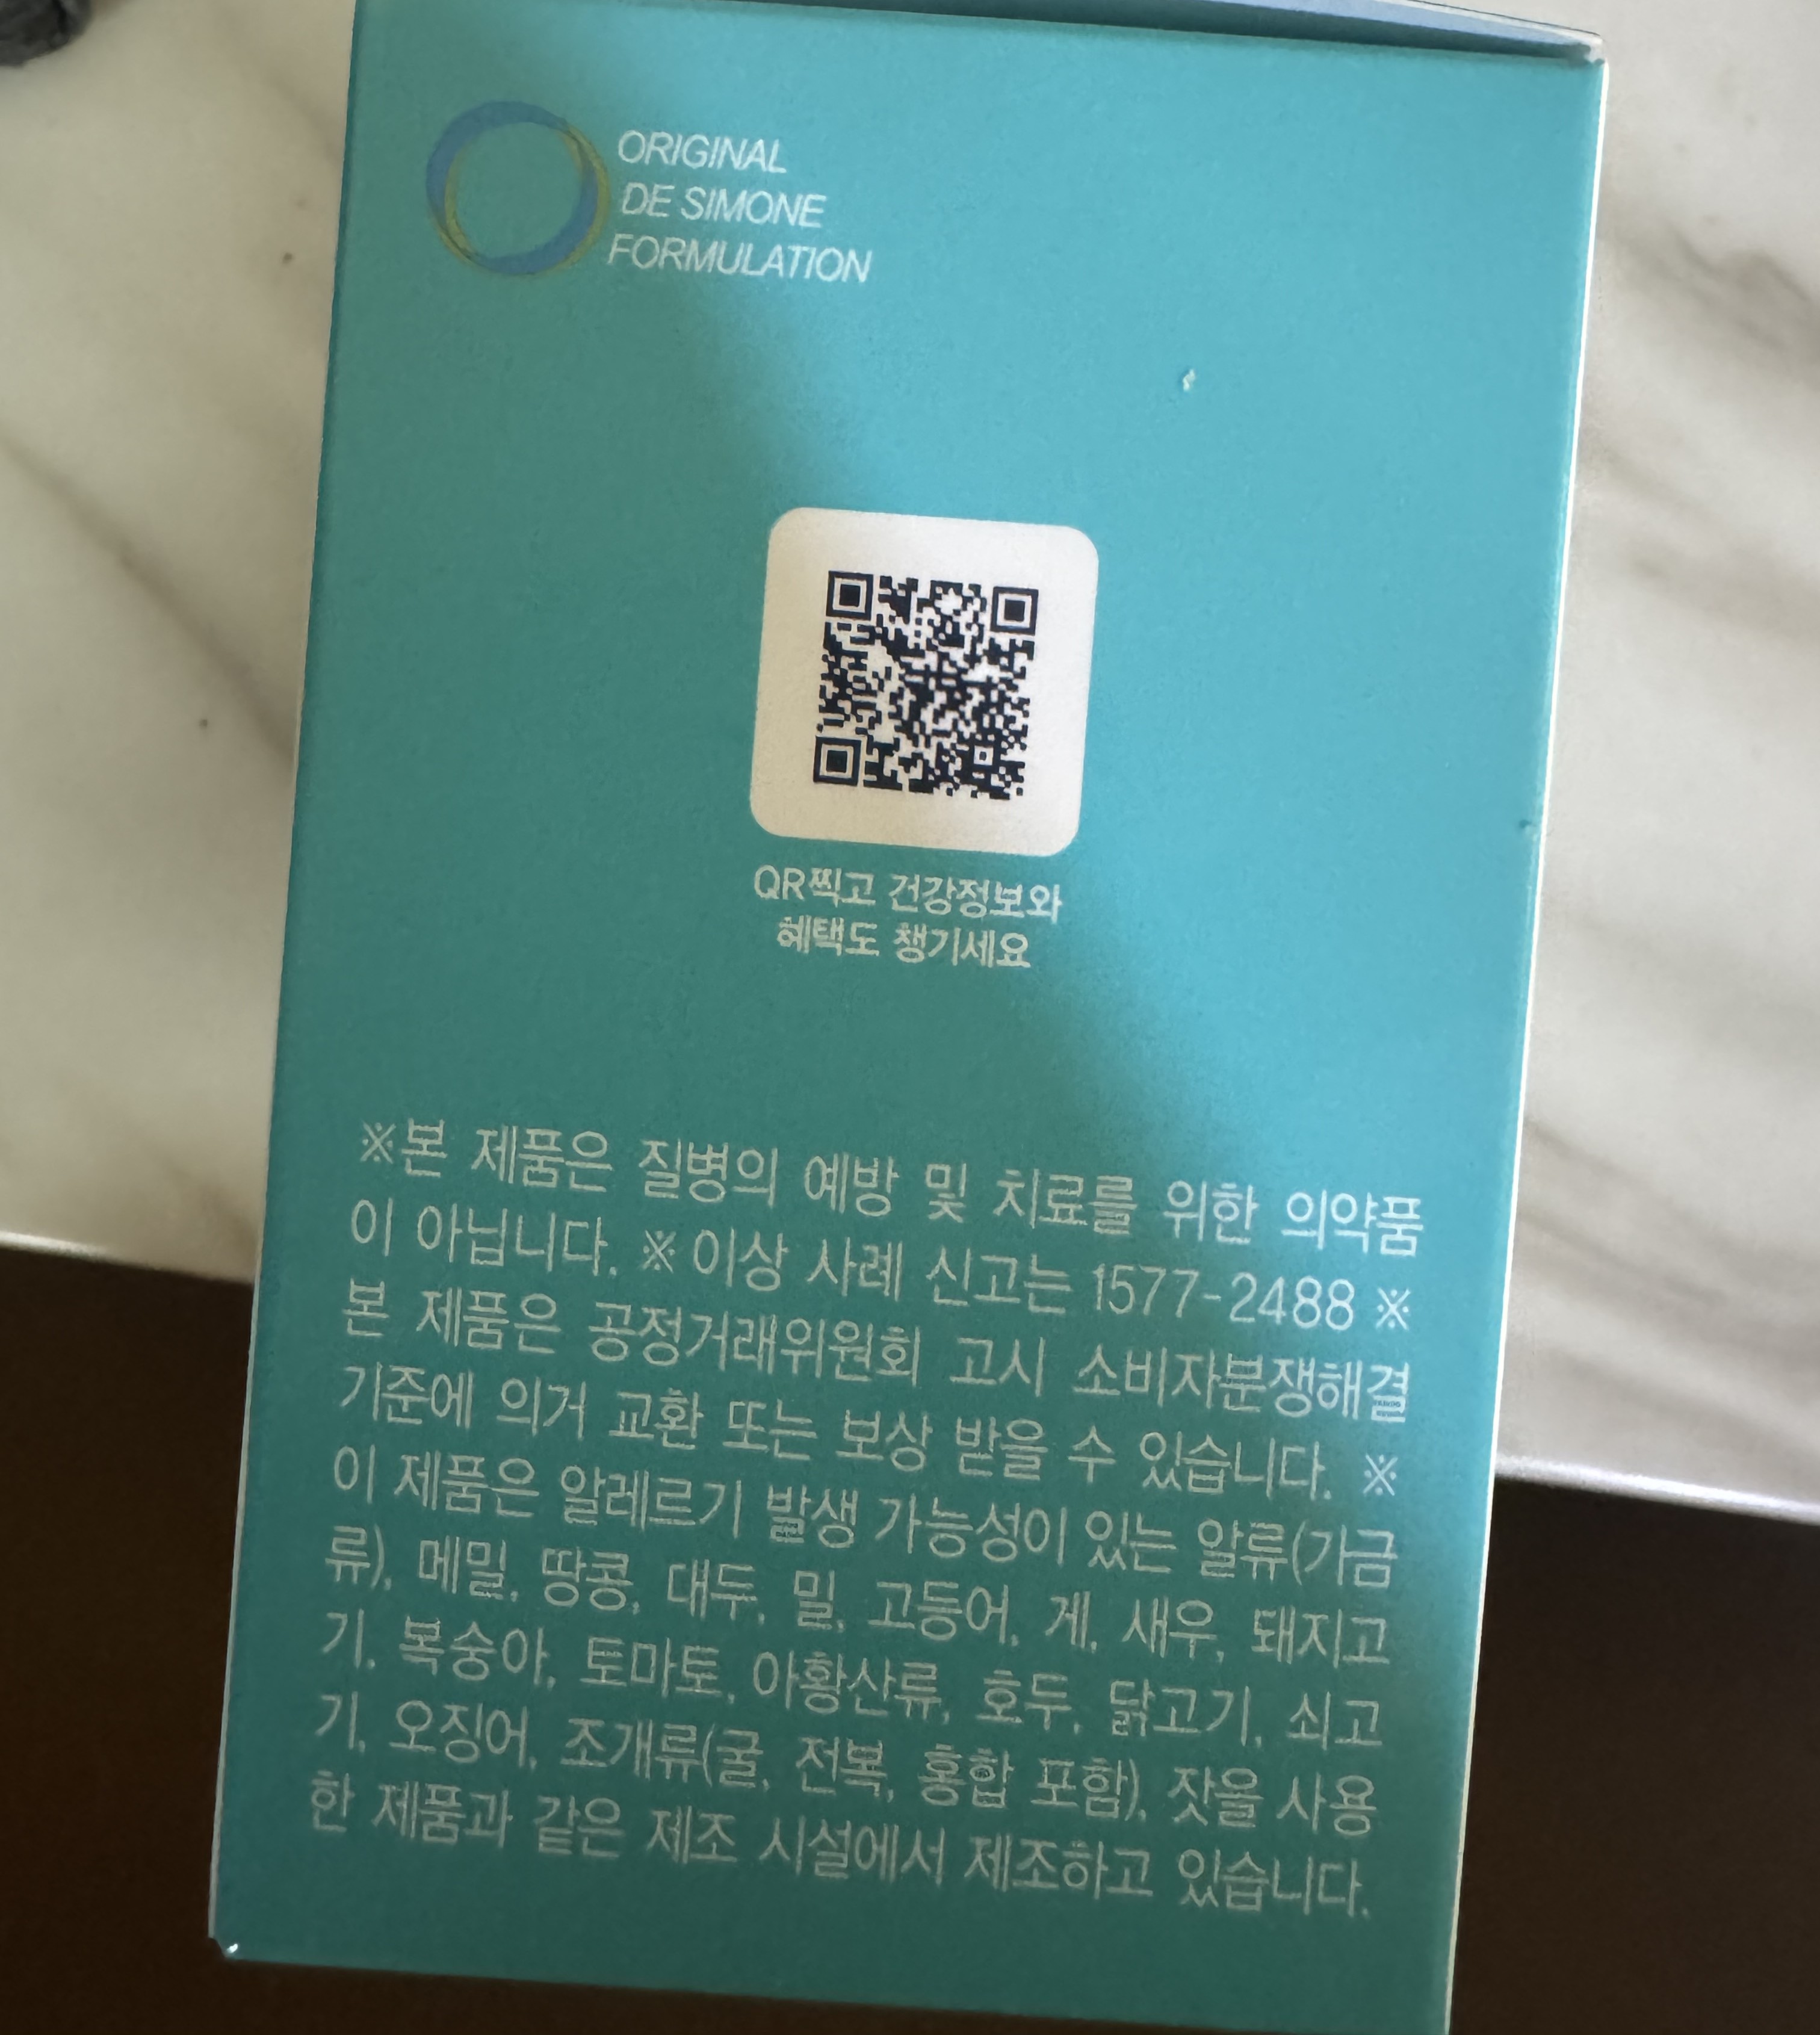 ORIGINAL
DE SIMONE
FORMULATION
QR찍고 건강정보와
혜택도 챙기세요
※본 제품은 질병의 예방 및 치료를 위한 의약품
이 아닙니다. ※이상 사례 신고는 1577-2488 ※
본 제품은 공정거래위원회 고시 소비자분쟁해결
기준에 의거 교환 또는 보상 받을 수 있습니다. ※
이 제품은 알레르기 발생 가능성이 있는 알류(가금
류), 메밀, 땅콩, 대두, 밀, 고등어, 게, 새우, 돼지고
기, 복숭아, 토마토, 아황산류, 호두, 닭고기, 쇠고
기, 오징어, 조개류(굴, 전복, 홍합 포함), 잣을 사용
한 제품과 같은 제조 시설에서 제조하고 있습니다.